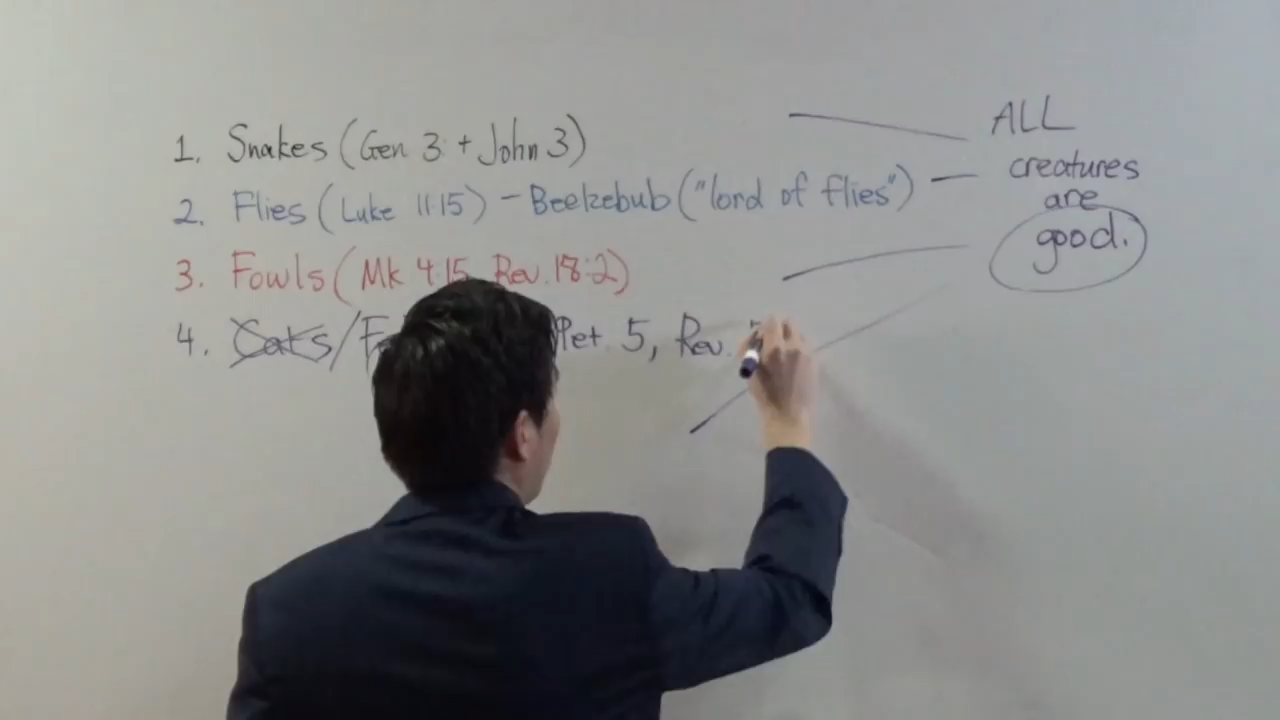 1. Snakes (Gen 3 + John 3)
2. Flies (Luke 11:15) - Beelzebub ("lord of flies")
3. Fowls (Mk 4:15, Rev. 18:2)
4. Cats/ Pet. 5, Rev.
ALL
creatures
are
good.